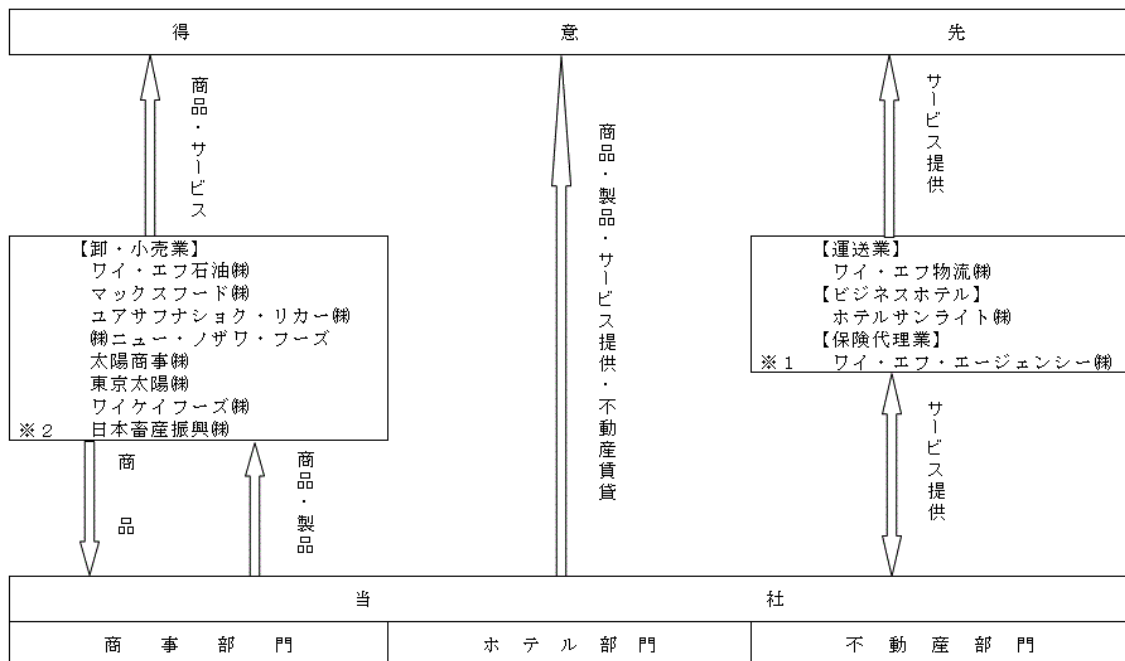 得意先
商品・サービス
商品・製品・サービス提供・不動産賃貸
サービス提供
【卸・小売業】
ワイ・エフ石油㈱
マックスフード㈱
ユアサフナショク・リカー㈱
㈱ニュー・ノザワ・フーズ
太陽商事㈱
東京太陽㈱
ワイケイフーズ㈱
※2 日本畜産振興㈱
【運送業】
ワイ・エフ物流㈱
【ビジネスホテル】
ホテルサンライト㈱
【保険代理業】
※1 ワイ・エフ・エージェンシー㈱
商品
商品・製品
サービス提供
当社
商事部門
ホテル部門
不動産部門